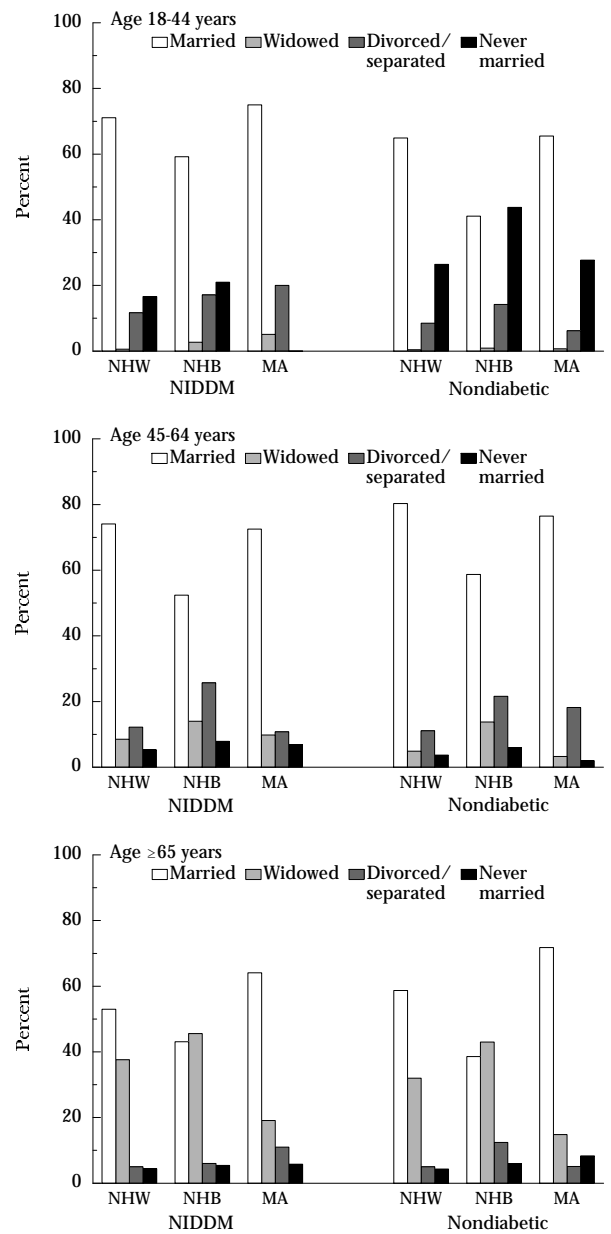 Age 18-44 years
Married Widowed Divorced/ separated Never married
100
80
60
40
20
0
Percent
NHW NHB MA NHW NHB MA
NIDDM Nondiabetic
Age 45-64 years
Married Widowed Divorced/ separated Never married
100
80
60
40
20
0
Percent
NHW NHB MA NHW NHB MA
NIDDM Nondiabetic
Age ≥65 years
Married Widowed Divorced/ separated Never married
100
80
60
40
20
0
Percent
NHW NHB MA NHW NHB MA
NIDDM Nondiabetic